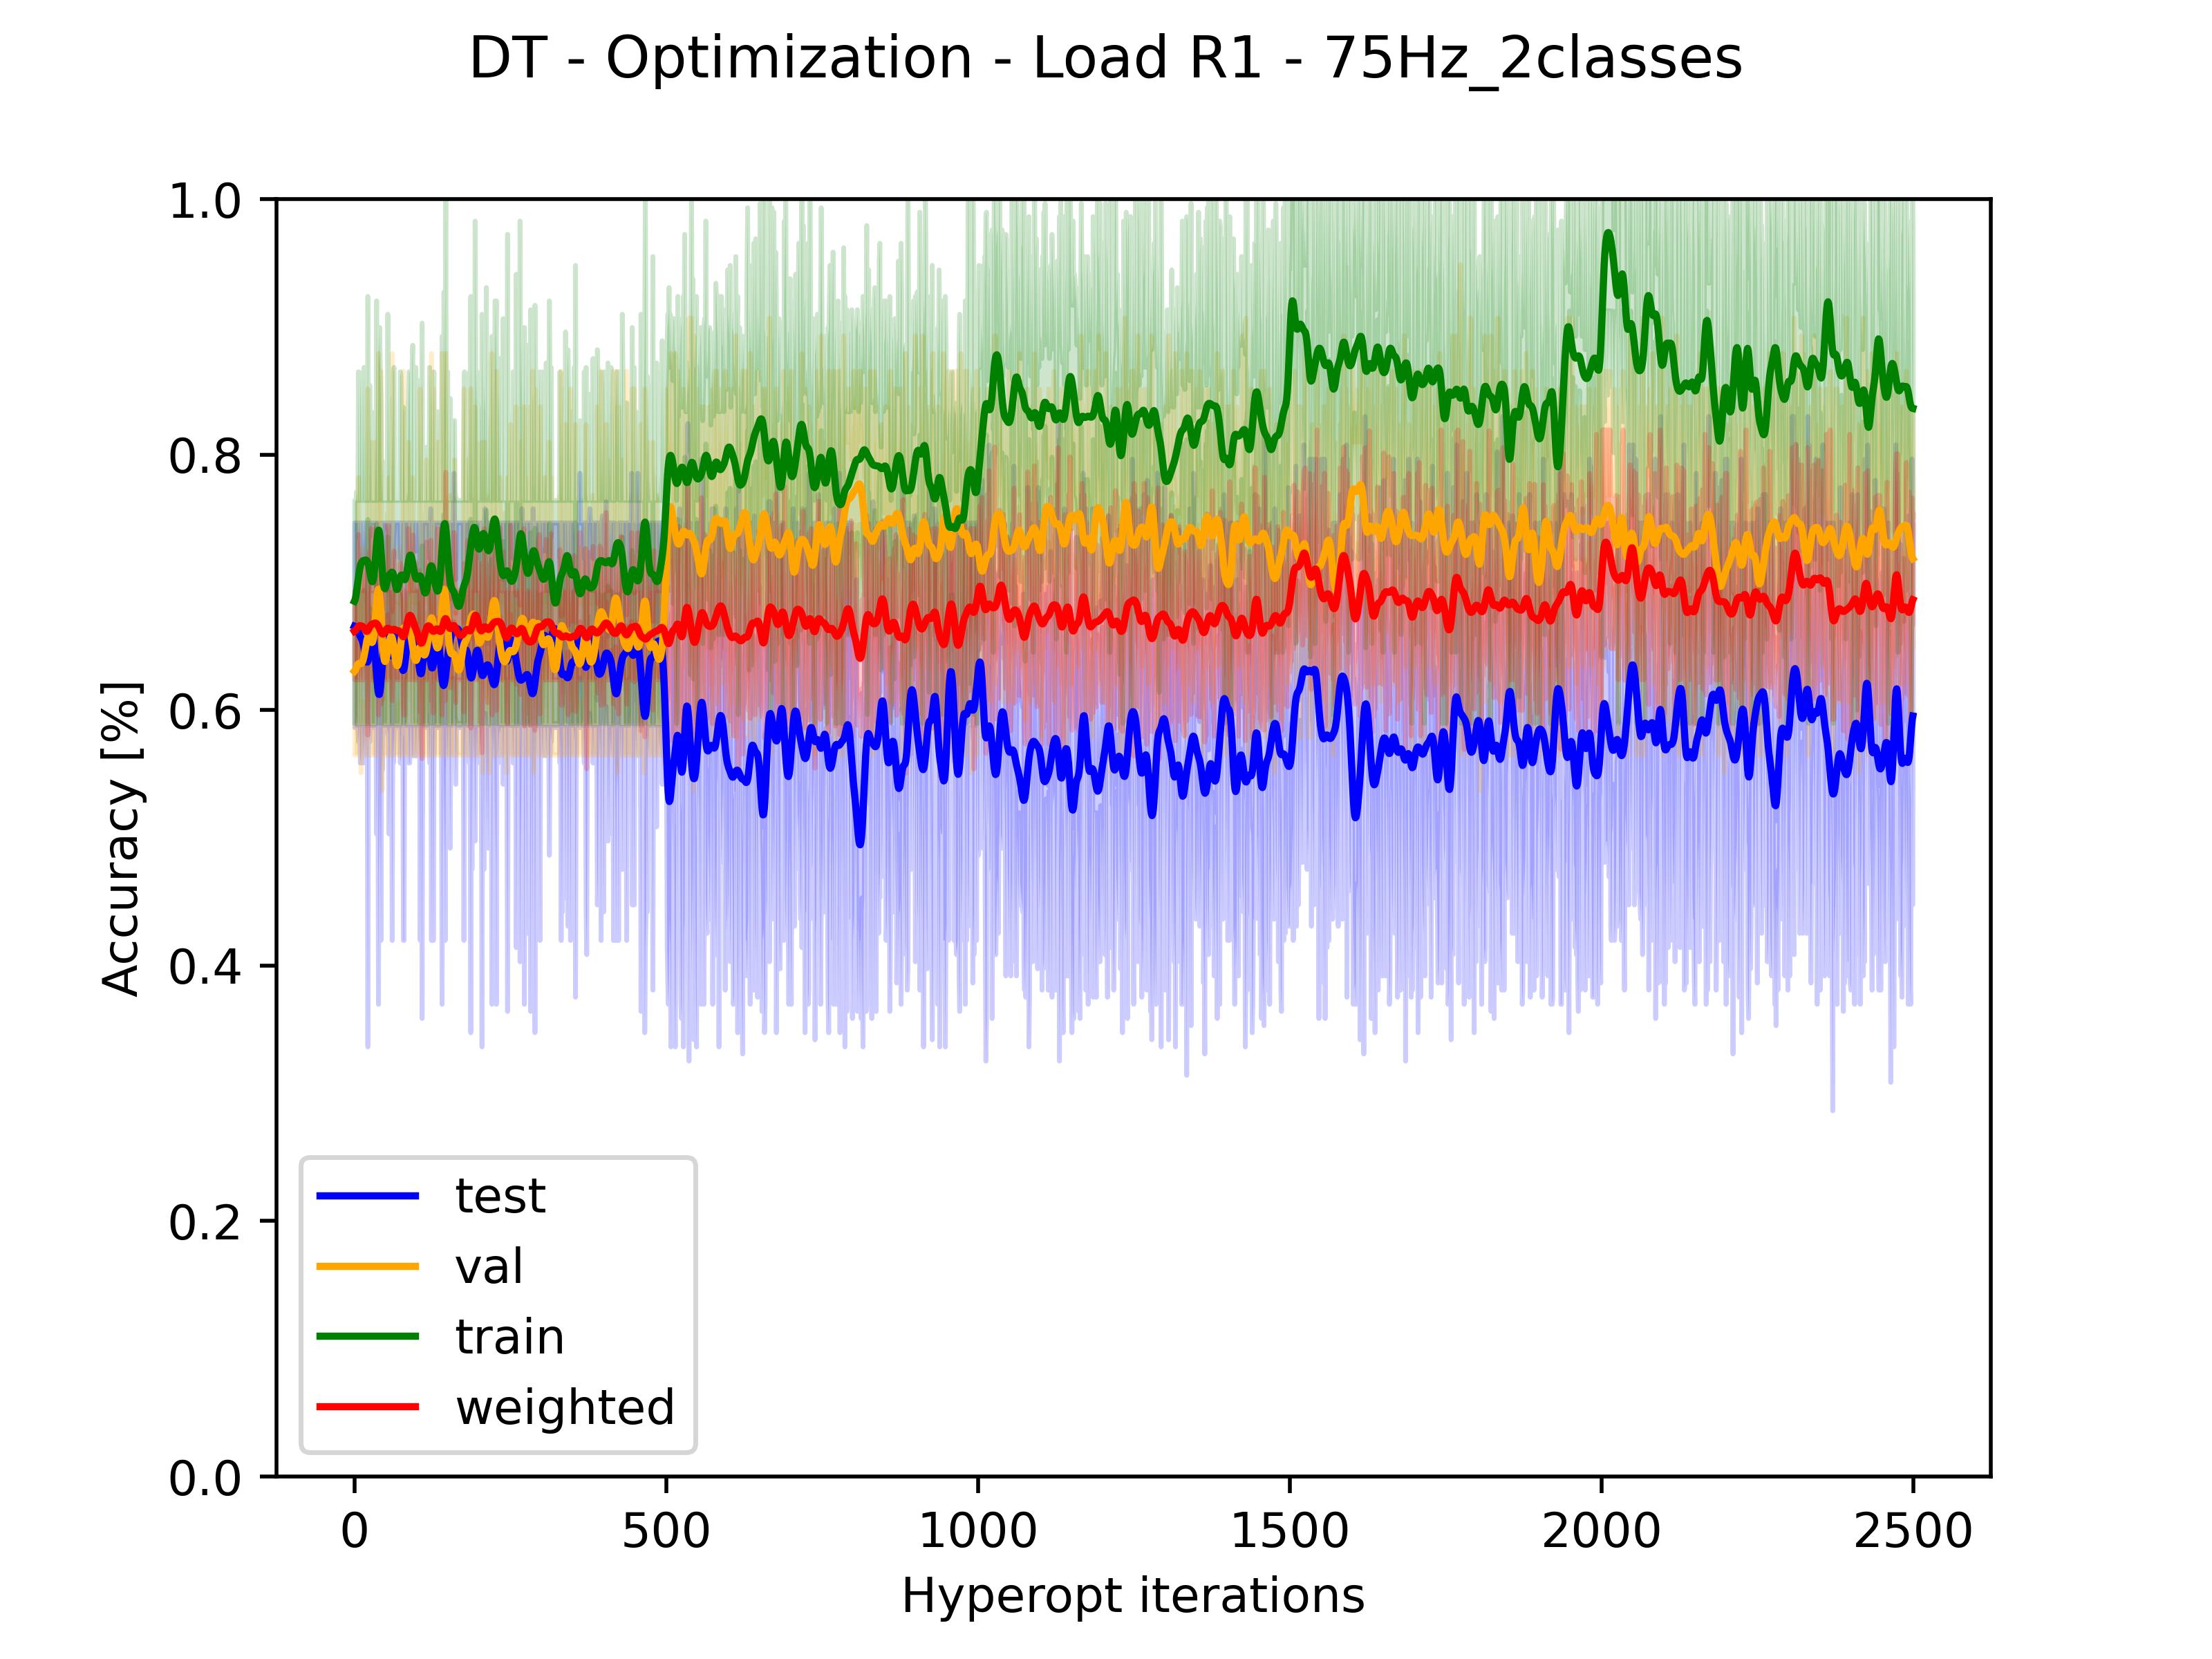 DT - Optimization - Load R1 - 75Hz_2classes
1.0
0.8
0.6
0.4
0.2
0.0
Accuracy [%]
test
val
train
weighted
0 500 1000 1500 2000 2500
Hyperopt iterations